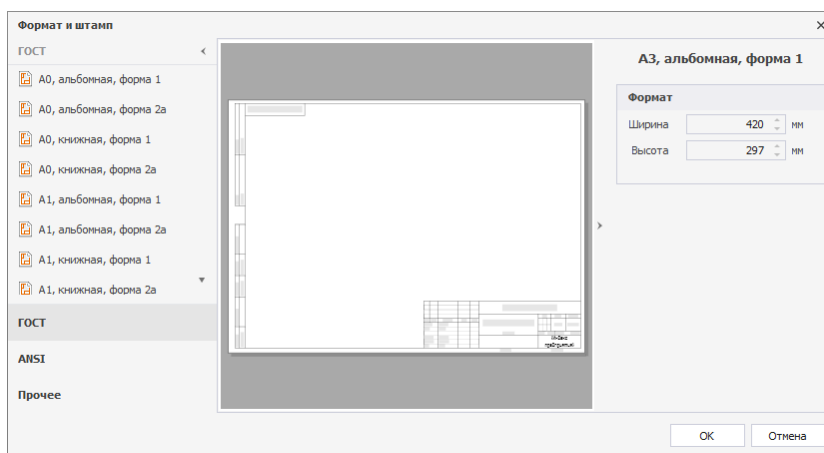 Формат и штамп
ГОСТ
А0, альбомная, форма 1
А0, альбомная, форма 2а
А0, книжная, форма 1
А0, книжная, форма 2а
А1, альбомная, форма 1
А1, альбомная, форма 2а
А1, книжная, форма 1
А1, книжная, форма 2а
ГОСТ
ANSI
Прочее
А3, альбомная, форма 1
Формат
Ширина 420 мм
Высота 297 мм
ОК
Отмена